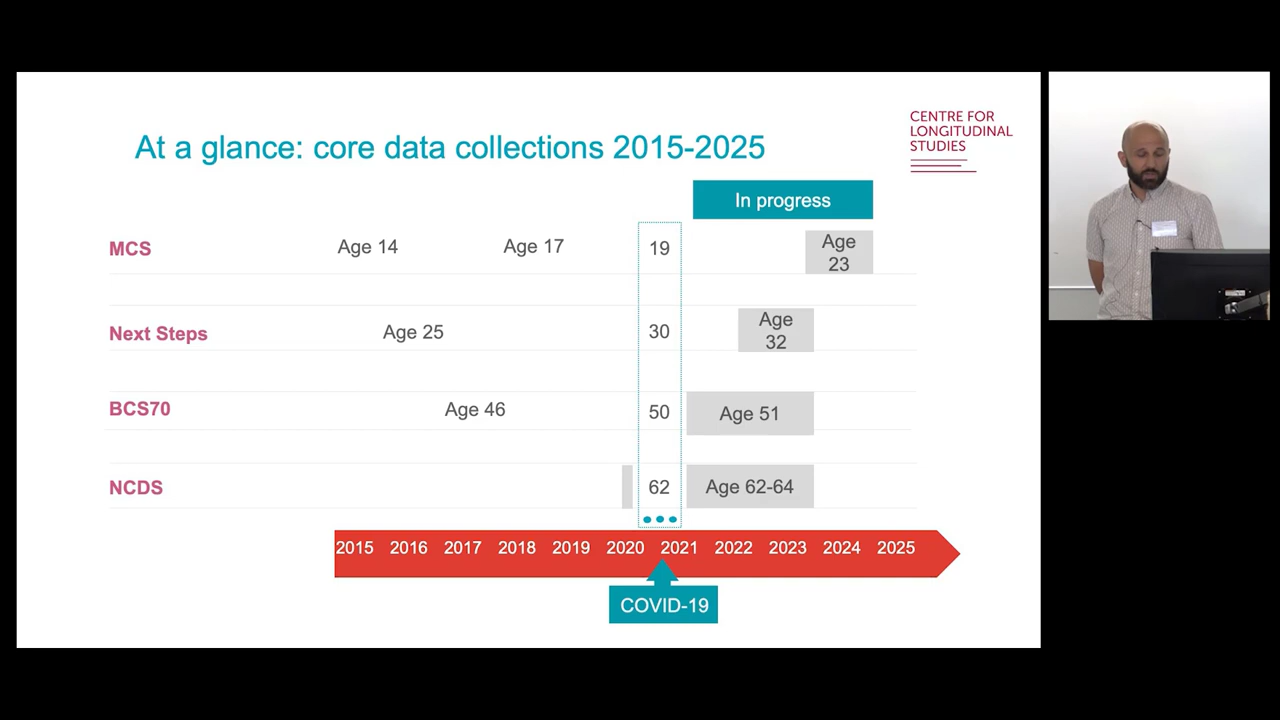 At a glance: core data collections 2015-2025
CENTRE FOR
LONGITUDINAL
STUDIES
In progress
MCS
Age 14
Age 17
19
Age
23
Next Steps
Age 25
30
Age
32
BCS70
Age 46
50
Age 51
NCDS
62
Age 62-64
2015 2016 2017 2018 2019 2020 2021 2022 2023 2024 2025
COVID-19